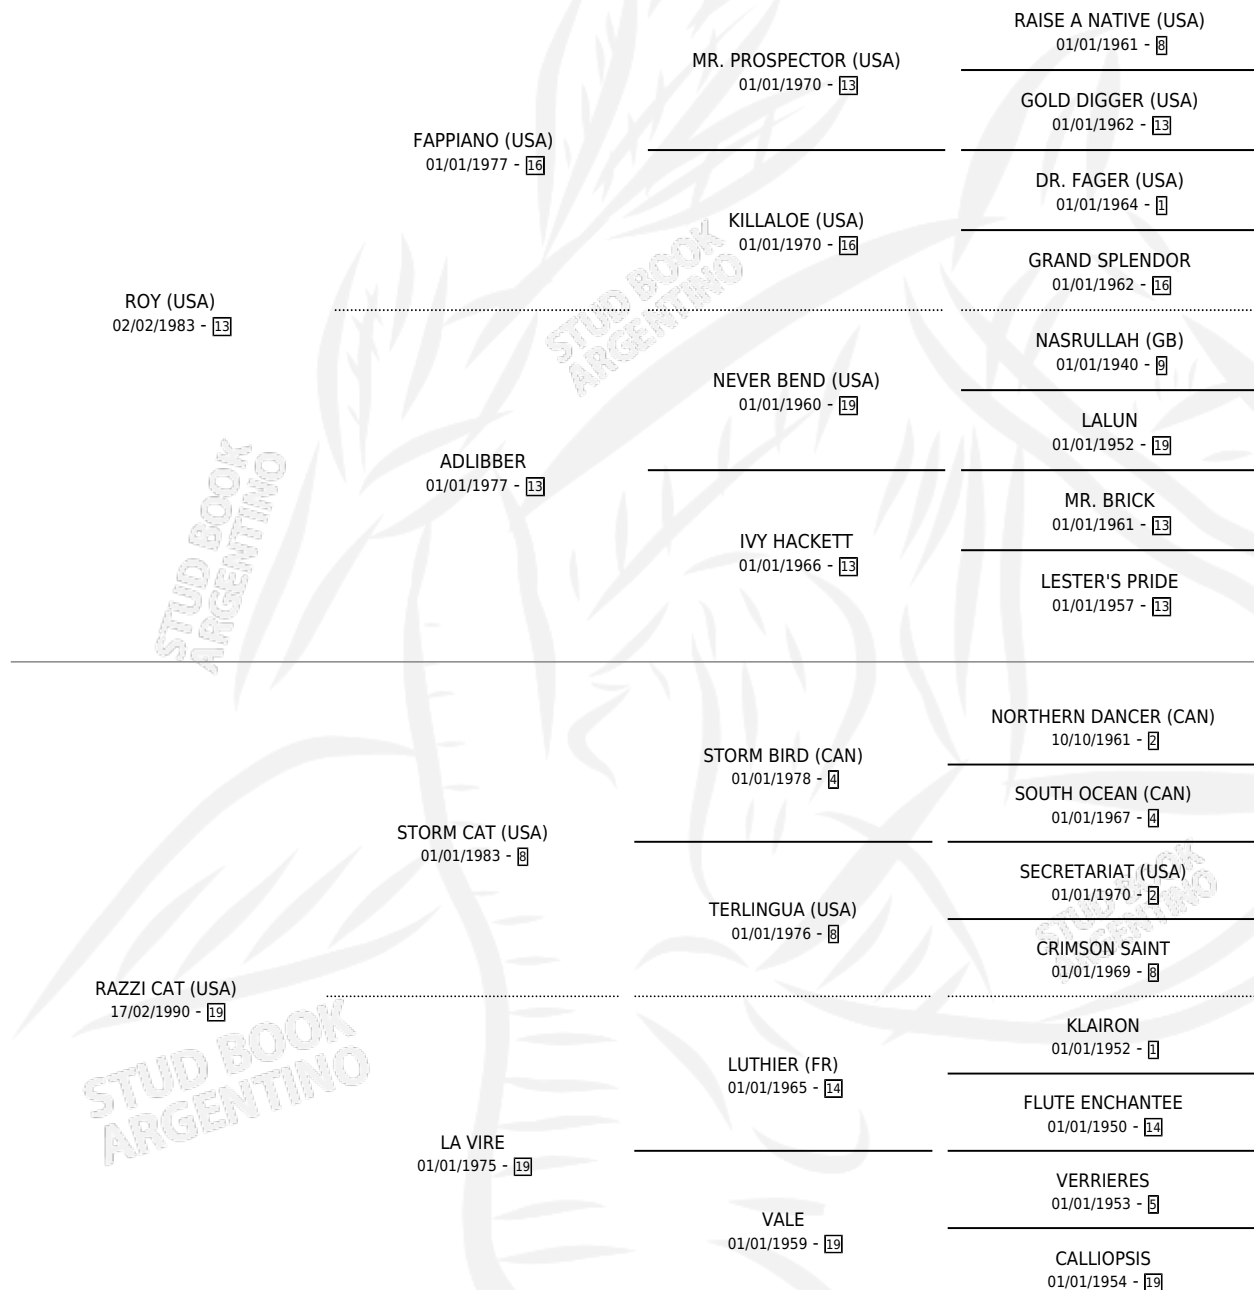 RAISE A NATIVE (USA)
01/01/1961 - 8
MR. PROSPECTOR (USA)
01/01/1970 - 13
GOLD DIGGER (USA)
01/01/1962 - 13
FAPPIANO (USA)
01/01/1977 - 16
DR. FAGER (USA)
01/01/1964 - 1
KILLALOE (USA)
01/01/1970 - 16
GRAND SPLENDOR
01/01/1962 - 16
ROY (USA)
02/02/1983 - 13
NASRULLAH (GB)
01/01/1940 - 9
NEVER BEND (USA)
01/01/1960 - 19
LALUN
01/01/1952 - 19
ADLIBBER
01/01/1977 - 13
MR. BRICK
01/01/1961 - 13
IVY HACKETT
01/01/1966 - 13
LESTER'S PRIDE
01/01/1957 - 13
NORTHERN DANCER (CAN)
10/10/1961 - 2
STORM BIRD (CAN)
01/01/1978 - 4
SOUTH OCEAN (CAN)
01/01/1967 - 4
STORM CAT (USA)
01/01/1983 - 8
SECRETARIAT (USA)
01/01/1970 - 2
TERLINGUA (USA)
01/01/1976 - 8
CRIMSON SAINT
01/01/1969 - 8
RAZZI CAT (USA)
17/02/1990 - 19
KLAIRON
01/01/1952 - 1
LUTHIER (FR)
01/01/1965 - 14
FLUTE ENCHANTEE
01/01/1950 - 14
LA VIRE
01/01/1975 - 19
VERRIERES
01/01/1953 - 5
VALE
01/01/1959 - 19
CALLIOPSIS
01/01/1954 - 19
STUD BOOK
ARGENTINO
STUD BOOK
ARGENTINO
STUD BOOK
ARGENTINO
STUD BOOK
ARGENTINO